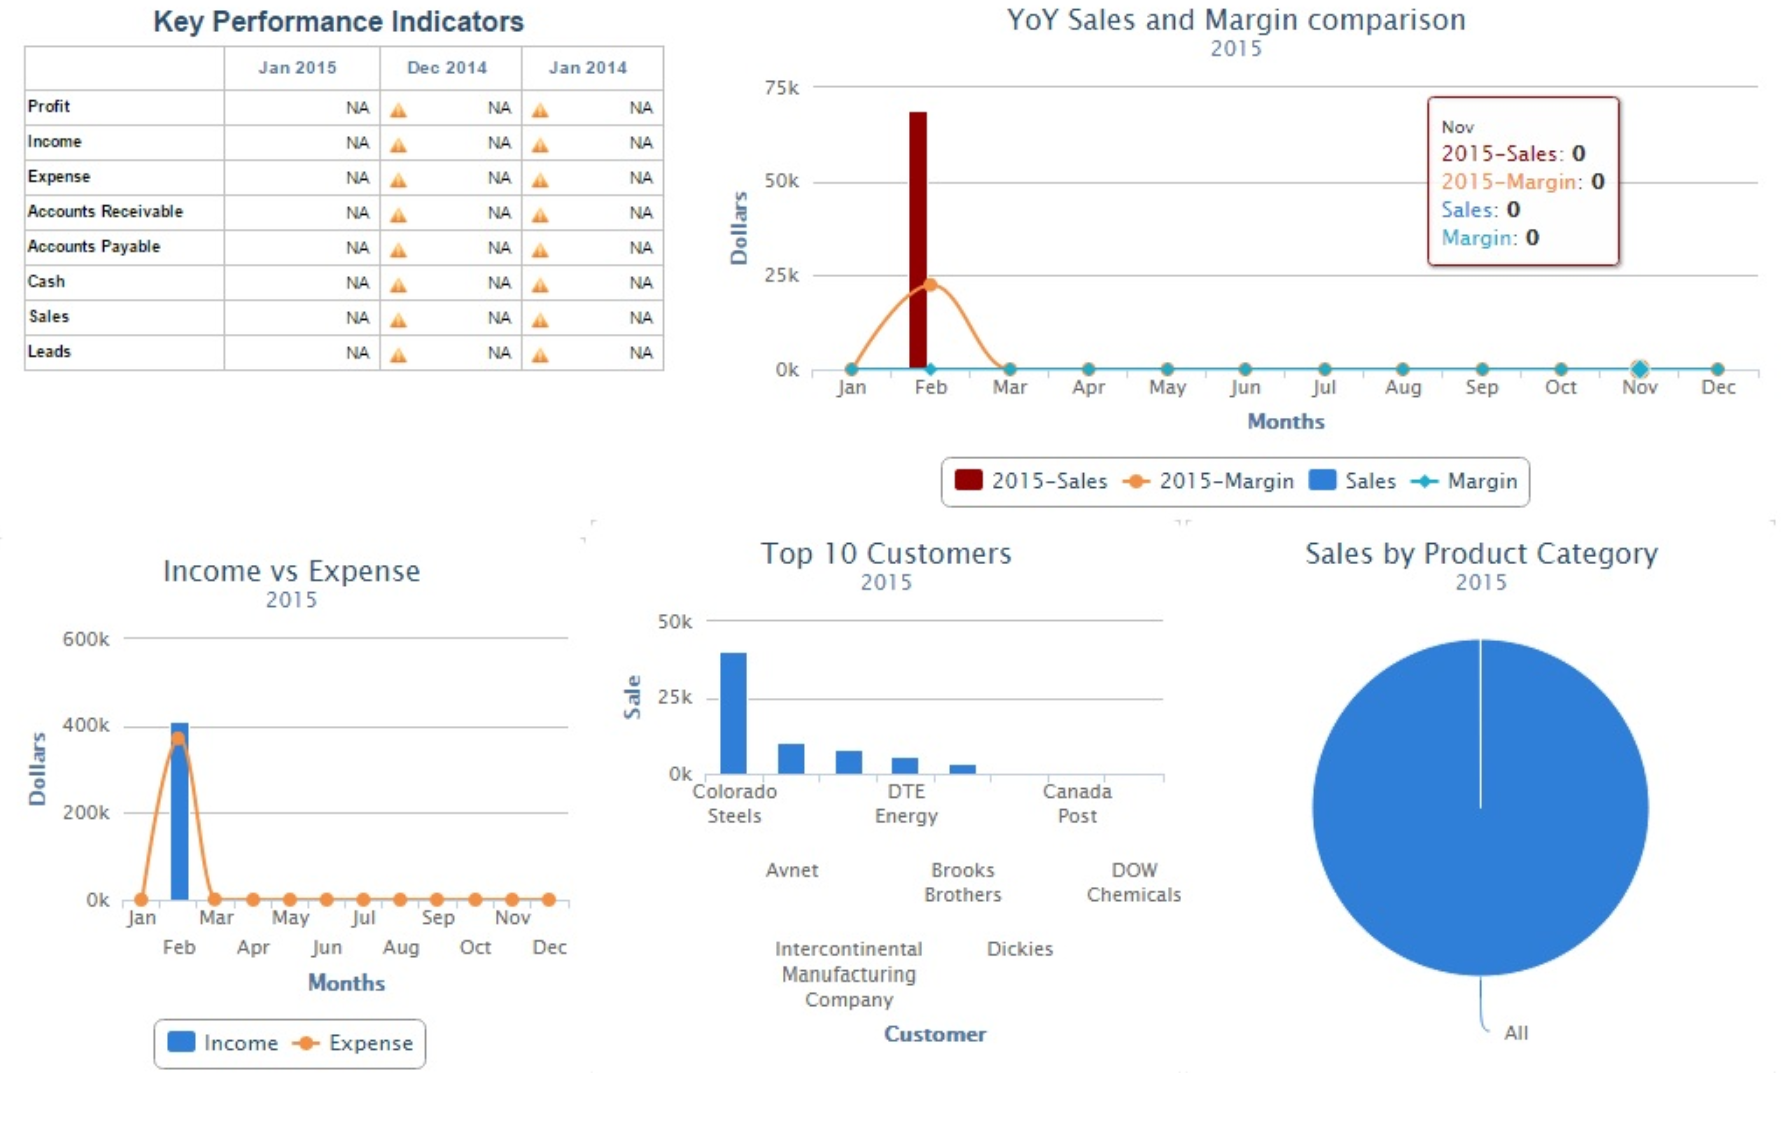 Key Performance Indicators
Jan 2015 Dec 2014 Jan 2014
Profit NA NA NA
Income NA NA NA
Expense NA NA NA
Accounts Receivable NA NA NA
Accounts Payable NA NA NA
Cash NA NA NA
Sales NA NA NA
Leads NA NA NA
YoY Sales and Margin comparison
2015
75k
50k
25k
0k
Dollars
Nov
2015-Sales: 0
2015-Margin: 0
Sales: 0
Margin: 0
Jan Feb Mar Apr May Jun Jul Aug Sep Oct Nov Dec
Months
2015-Sales 2015-Margin Sales Margin
Income vs Expense
2015
600k
400k
200k
0k
Dollars
Jan Mar May Jul Sep Nov
Feb Apr Jun Aug Oct Dec
Months
Income Expense
Top 10 Customers
2015
50k
25k
0k
Sale
Colorado DTE Canada
Steels Energy Post
Avnet Brooks DOW
Brothers Chemicals
Intercontinental Dickies
Manufacturing
Company
Customer
Sales by Product Category
2015
All